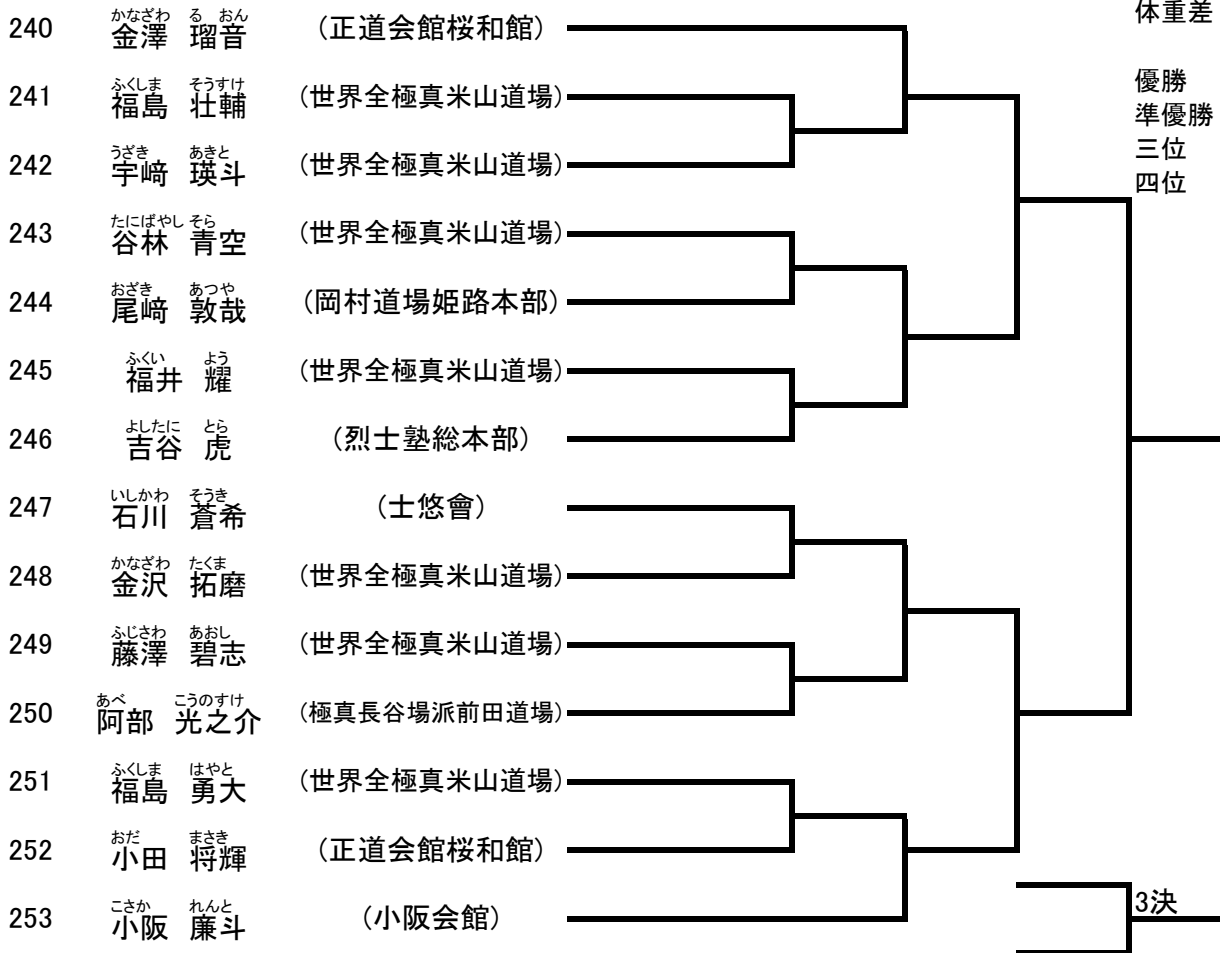 体重差
240 金澤 瑠音 (正道会館桜和館)
かなざわ る おん
241 福島 壮輔 (世界全極真米山道場)
ふくしま そうすけ
優勝
準優勝
三位
四位
242 宇﨑 瑛斗 (世界全極真米山道場)
うざき あきと
243 谷林 青空 (世界全極真米山道場)
たにばやし そら
244 尾﨑 敦哉 (岡村道場姫路本部)
おざき あつや
245 福井 耀 (世界全極真米山道場)
ふくい よう
246 吉谷 虎 (烈士塾総本部)
よしたに とら
247 石川 蒼希 (士悠會)
いしかわ そうき
248 金沢 拓磨 (世界全極真米山道場)
かなざわ たくま
249 藤澤 碧志 (世界全極真米山道場)
ふじさわ あおし
250 阿部 光之介 (極真長谷場派前田道場)
あべ こうのすけ
251 福島 勇大 (世界全極真米山道場)
ふくしま はやと
252 小田 将輝 (正道会館桜和館)
おだ まさき
253 小阪 廉斗 (小阪会館)
こさか れんと
3決